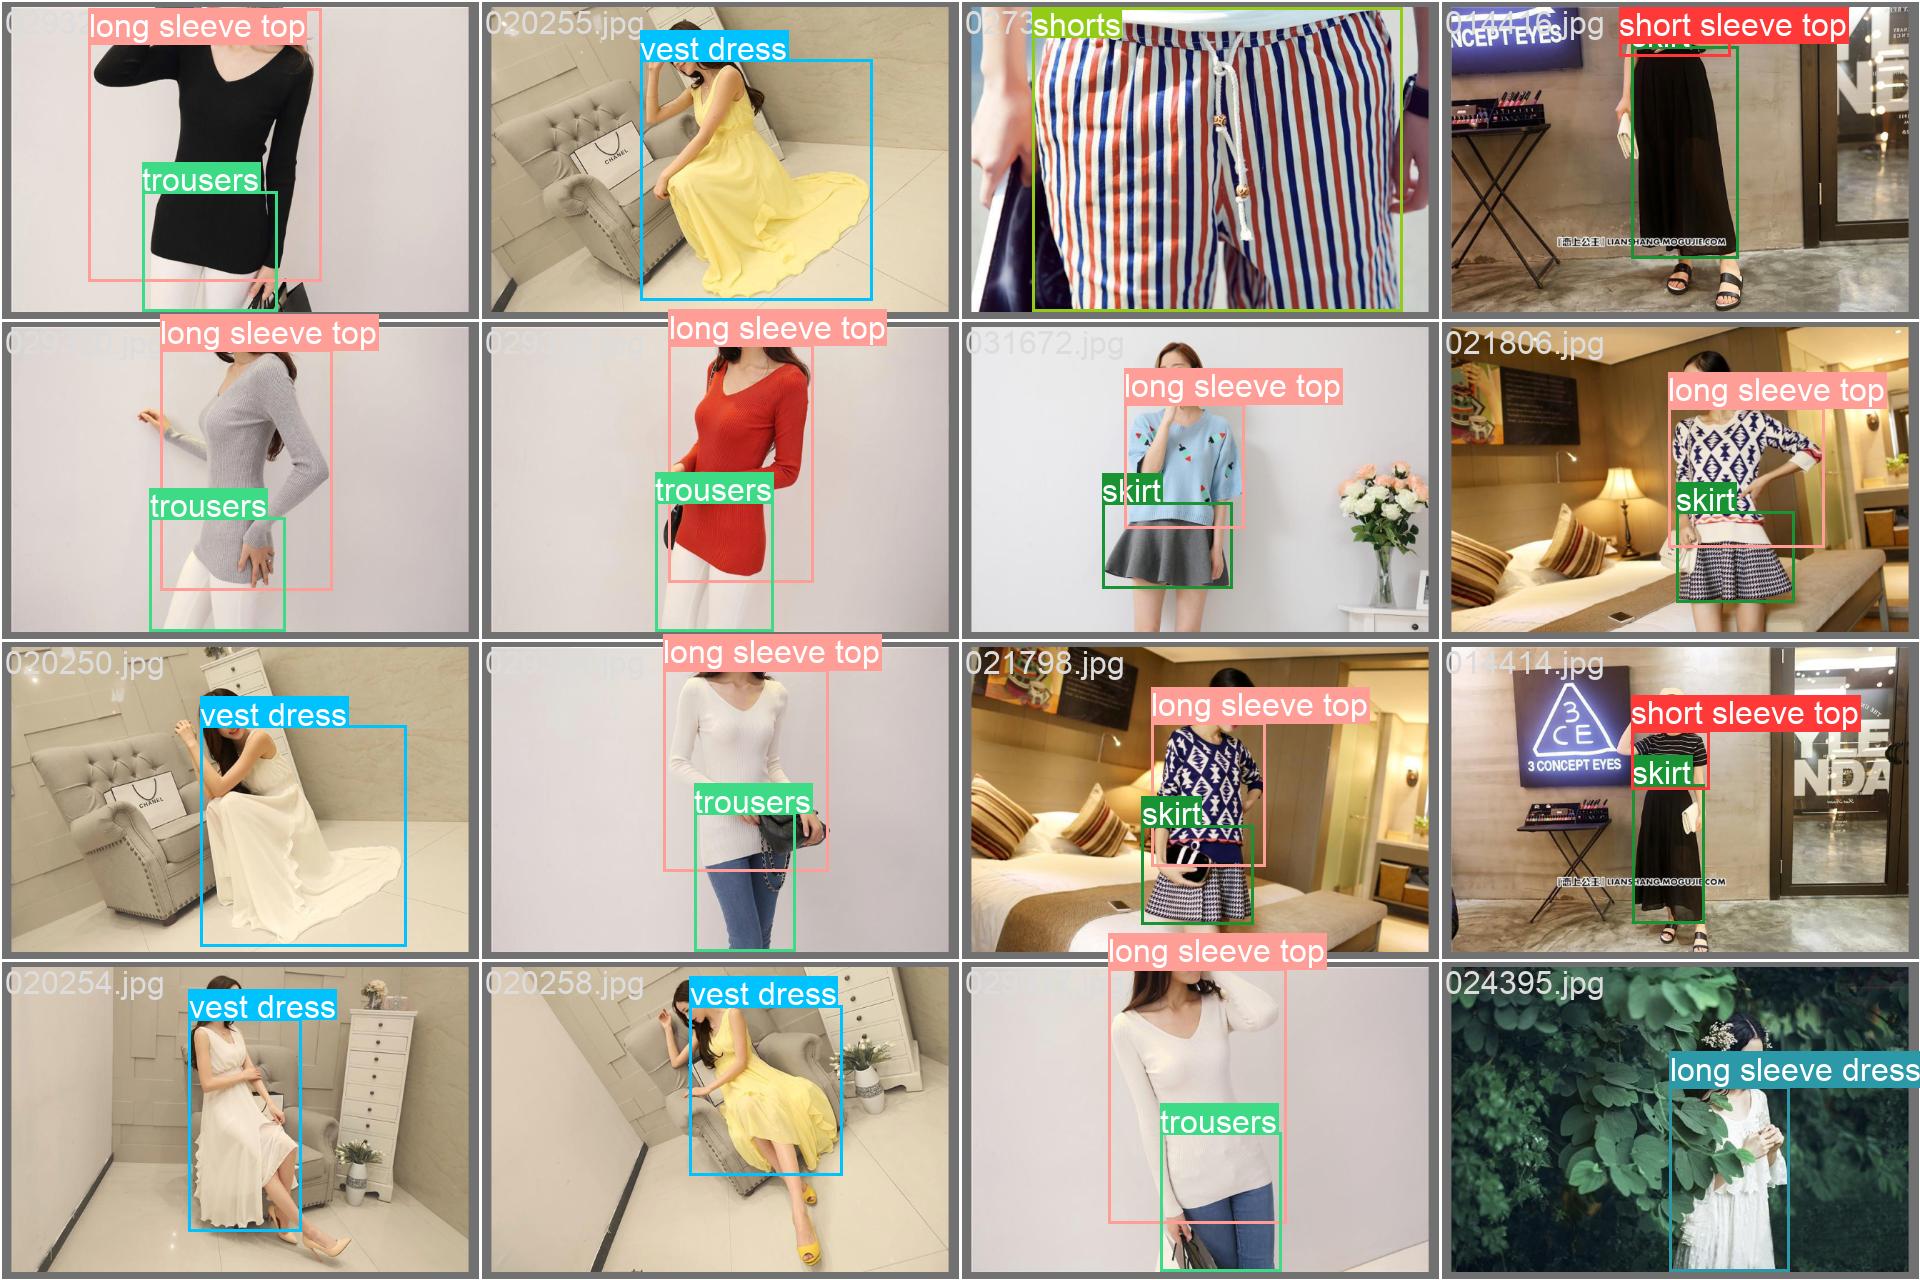 long sleeve top
trousers
020255.jpg
vest dress
CHANEL
shorts
014416.jpg
short sleeve top
skirt
NCEPT EYES
LIANSHANG.MOGUJIE.COM
long sleeve top
trousers
long sleeve top
trousers
031672.jpg
long sleeve top
skirt
021806.jpg
long sleeve top
skirt
020250.jpg
vest dress
CHANEL
long sleeve top
trousers
021798.jpg
long sleeve top
skirt
014414.jpg
short sleeve top
skirt
3
CE
3 CONCEPT EYES
NDA
LIANSHANG.MOGUJIE.COM
020254.jpg
vest dress
020258.jpg
vest dress
long sleeve top
trousers
024395.jpg
long sleeve dress